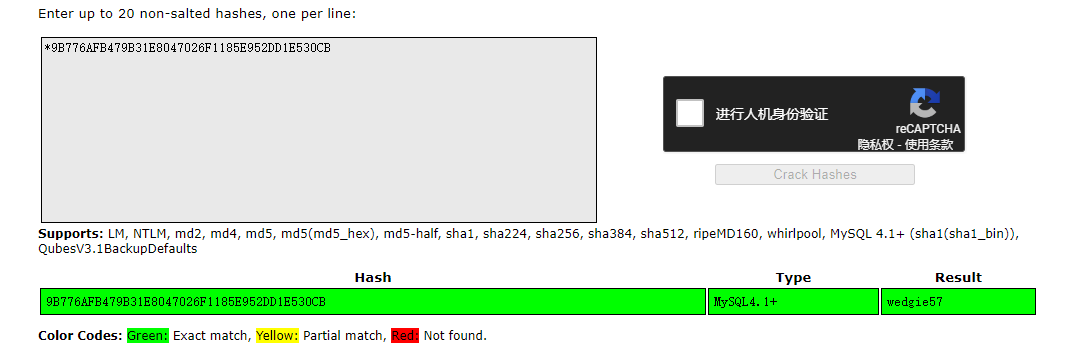 Enter up to 20 non-salted hashes, one per line:
*9B776AFB479B31E8047026F1185E952DD1E530CB
进行人机身份验证
reCAPTCHA
隐私权 - 使用条款
Crack Hashes
Supports: LM, NTLM, md2, md4, md5, md5(md5_hex), md5-half, sha1, sha224, sha256, sha384, sha512, ripeMD160, whirlpool, MySQL 4.1+ (sha1(sha1_bin)),
QubesV3.1BackupDefaults
Hash Type Result
9B776AFB479B31E8047026F1185E952DD1E530CB MySQL4.1+ wedgie57
Color Codes: Green: Exact match, Yellow: Partial match, Red: Not found.